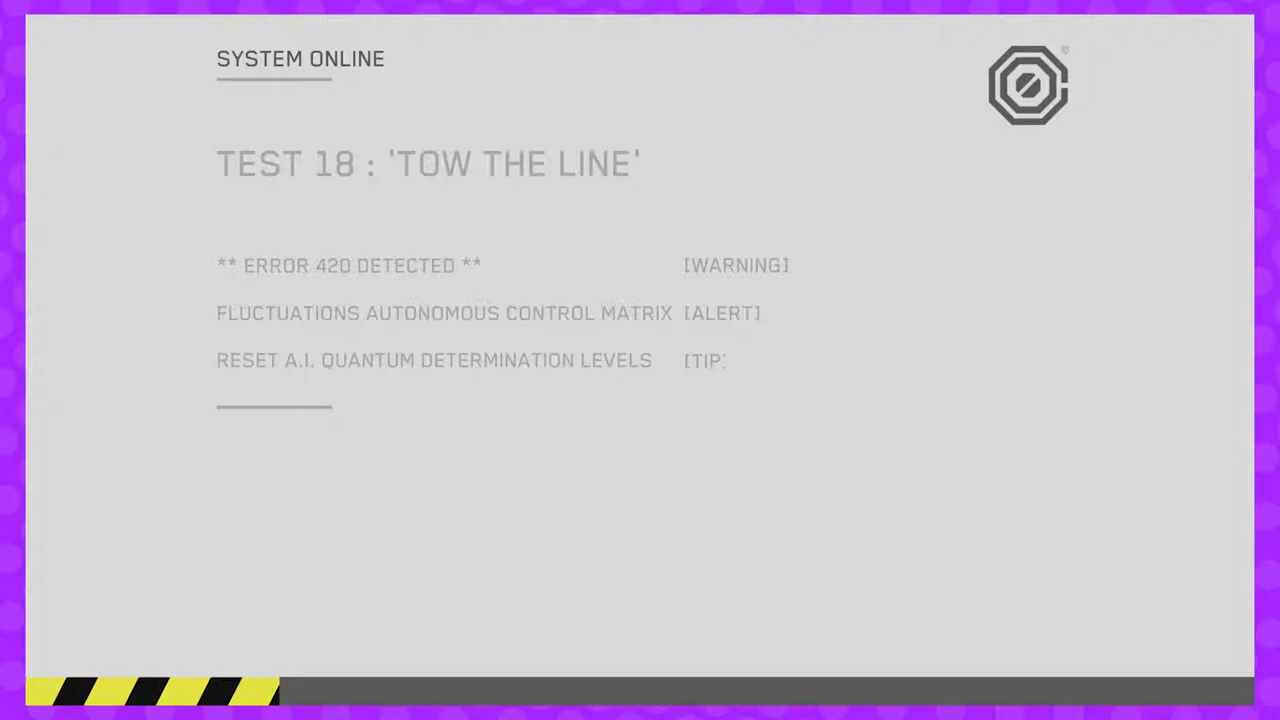 SYSTEM ONLINE
TEST 18 : 'TOW THE LINE'
** ERROR 420 DETECTED ** [WARNING]
FLUCTUATIONS AUTONOMOUS CONTROL MATRIX [ALERT]
RESET A.I. QUANTUM DETERMINATION LEVELS [TIP: